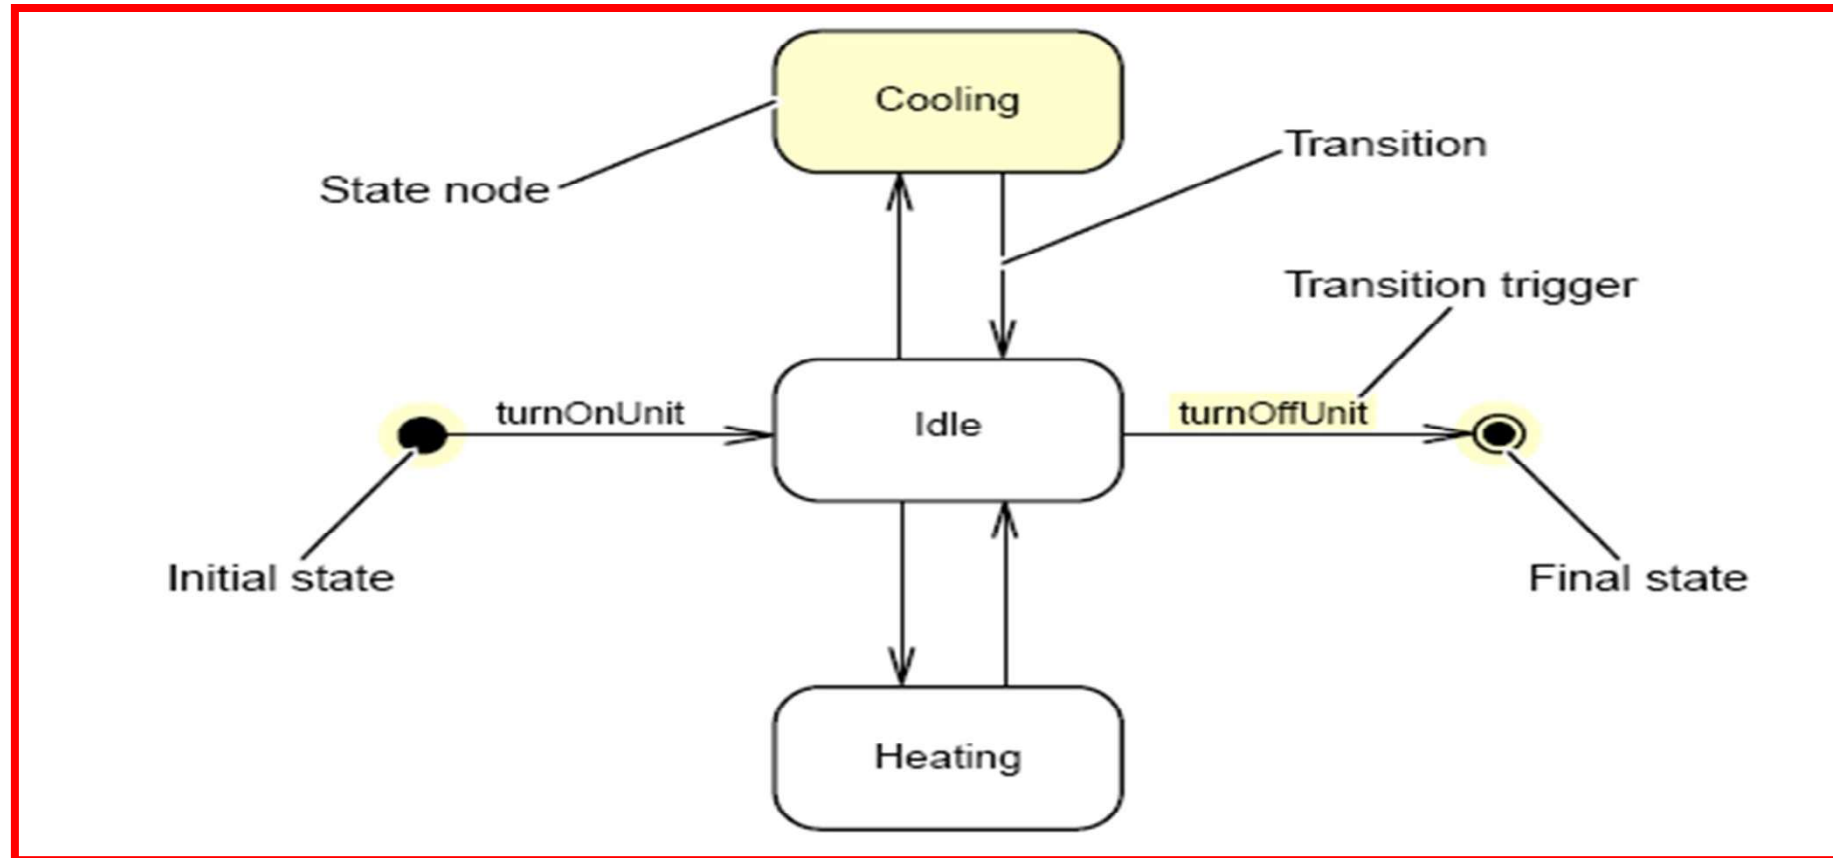 Cooling
Transition
State node
Transition trigger
turnOnUnit
Idle
turnOffUnit
Initial state
Final state
Heating